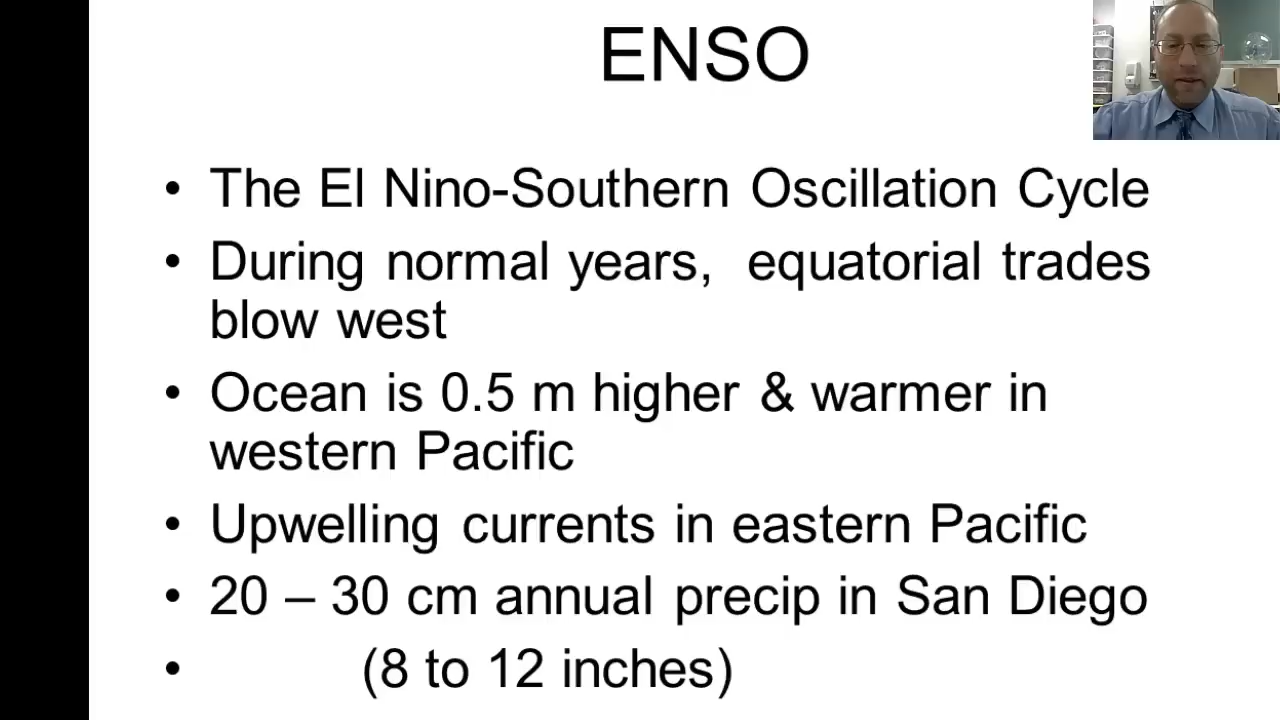 ENSO
• The El Nino-Southern Oscillation Cycle
• During normal years, equatorial trades
blow west
• Ocean is 0.5 m higher & warmer in
western Pacific
• Upwelling currents in eastern Pacific
• 20 – 30 cm annual precip in San Diego
• (8 to 12 inches)